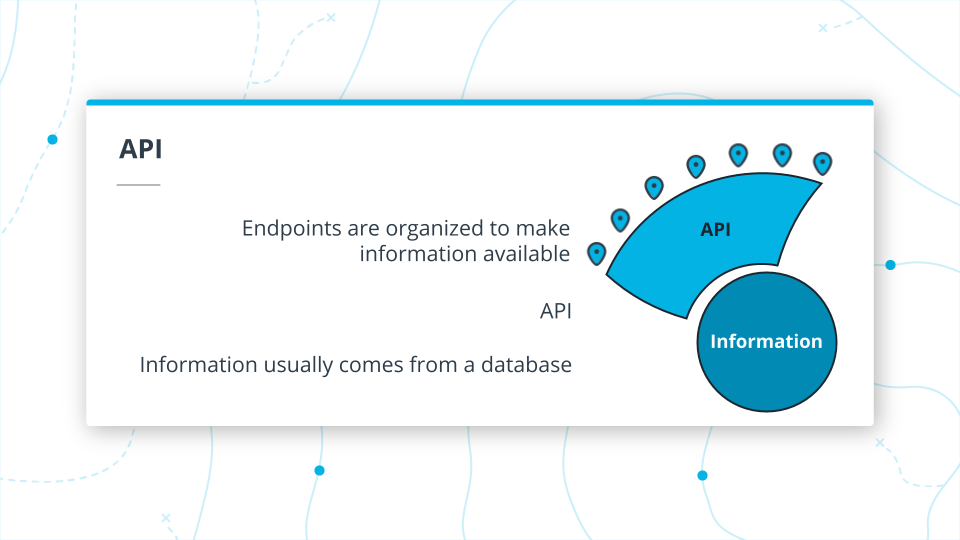 API
Endpoints are organized to make
information available
API
API
Information
Information usually comes from a database